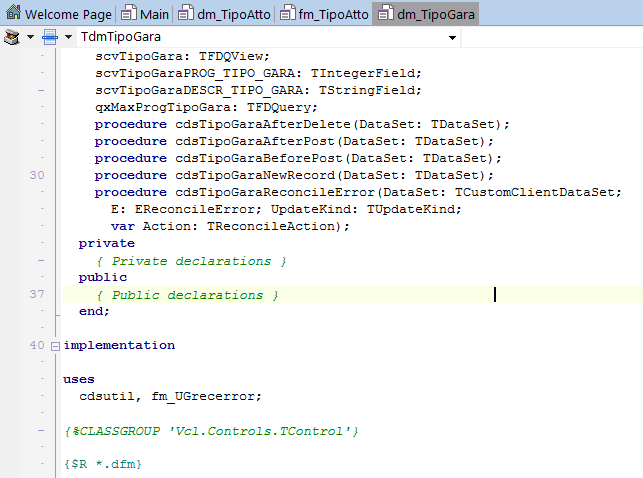 Welcome Page Main dm_TipoAtto fm_TipoAtto dm_TipoGara
TdmTipoGara
scvTipoGara: TFDQView;
scvTipoGaraPROG_TIPO_GARA: TIntegerField;
scvTipoGaraDESCR_TIPO_GARA: TStringField;
qxMaxProgTipoGara: TFDQuery;
procedure cdsTipoGaraAfterDelete(DataSet: TDataSet);
procedure cdsTipoGaraAfterPost(DataSet: TDataSet);
procedure cdsTipoGaraBeforePost(DataSet: TDataSet);
30 procedure cdsTipoGaraNewRecord(DataSet: TDataSet);
procedure cdsTipoGaraReconcileError(DataSet: TCustomClientDataSet;
E: EReconcileError; UpdateKind: TUpdateKind;
var Action: TReconcileAction);
private
{ Private declarations }
public
37 { Public declarations }
end;
40 implementation
uses
cdsutil, fm_UGrecerror;
{%CLASSGROUP 'Vcl.Controls.TControl'}
{$R *.dfm}